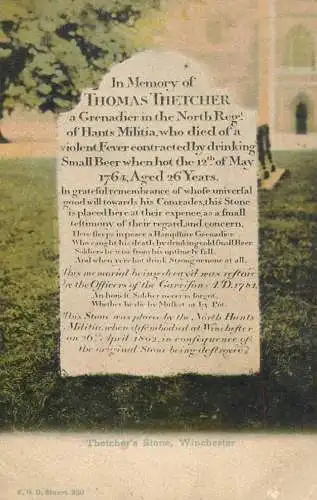 In Memory of
THOMAS THETCHER
a Grenadier in the North Regt.
of Hants Militia, who died of a
violent Fever contracted by drinking
Small Beer when hot the 12th of May
1764, Aged 26 Years.
In grateful remembrance of whose universal
good will towards his Comrades, this Stone
is placed here at their expence, as a small
testimony of their regard and concern.
Here sleeps in peace a Hampshire Grenadier,
Who caught his death by drinking cold small Beer,
Soldiers be wise from his untimely fall
And when ye're hot drink Strong or none at all.
This memorial being decay'd was restor'd
by the Officers of the Garrison A.D. 1781.
An honest Soldier never is forgot,
Whether he die by Musket or by Pot.
This Stone was placed by the North Hants
Militia, when disembodied at Winchester,
on 26th April 1802, in consequence of
the original Stone being destroyed.
Thetcher's Stone, Winchester
F. G. O. Stuart.